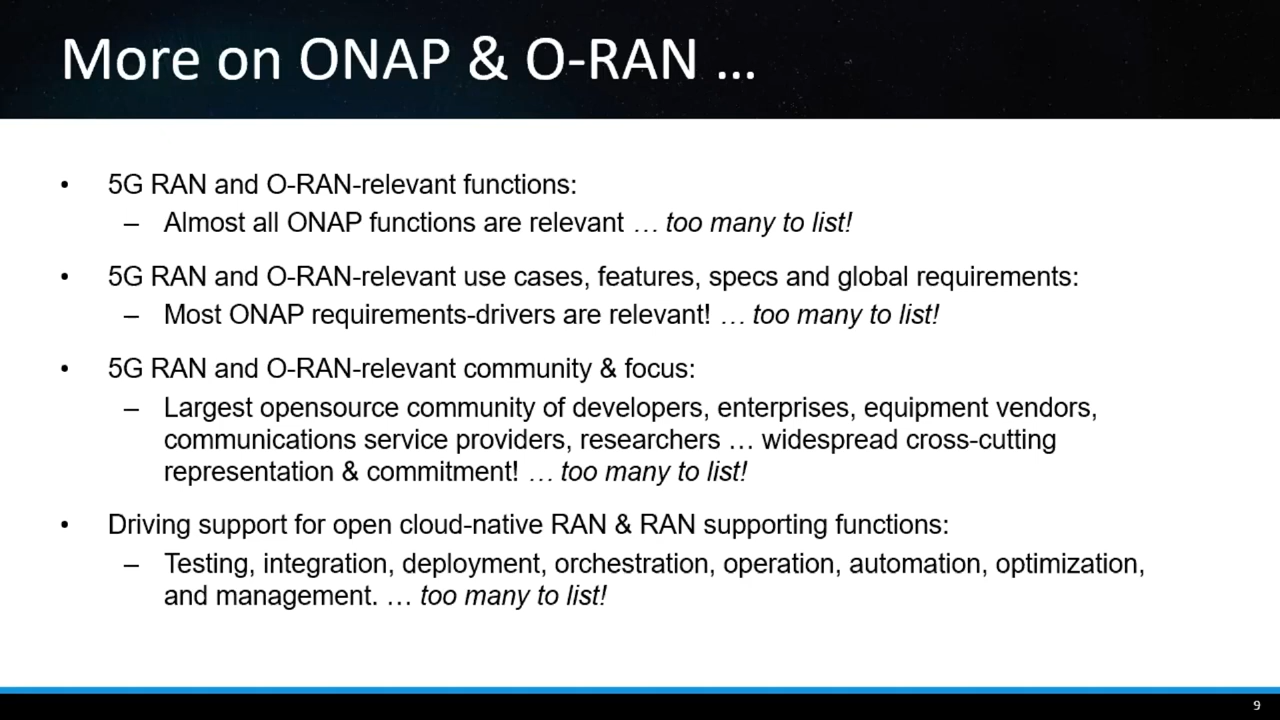 More on ONAP & O-RAN …
• 5G RAN and O-RAN-relevant functions:
– Almost all ONAP functions are relevant … too many to list!
• 5G RAN and O-RAN-relevant use cases, features, specs and global requirements:
– Most ONAP requirements-drivers are relevant! … too many to list!
• 5G RAN and O-RAN-relevant community & focus:
– Largest opensource community of developers, enterprises, equipment vendors,
communications service providers, researchers … widespread cross-cutting
representation & commitment! … too many to list!
• Driving support for open cloud-native RAN & RAN supporting functions:
– Testing, integration, deployment, orchestration, operation, automation, optimization,
and management. … too many to list!
9